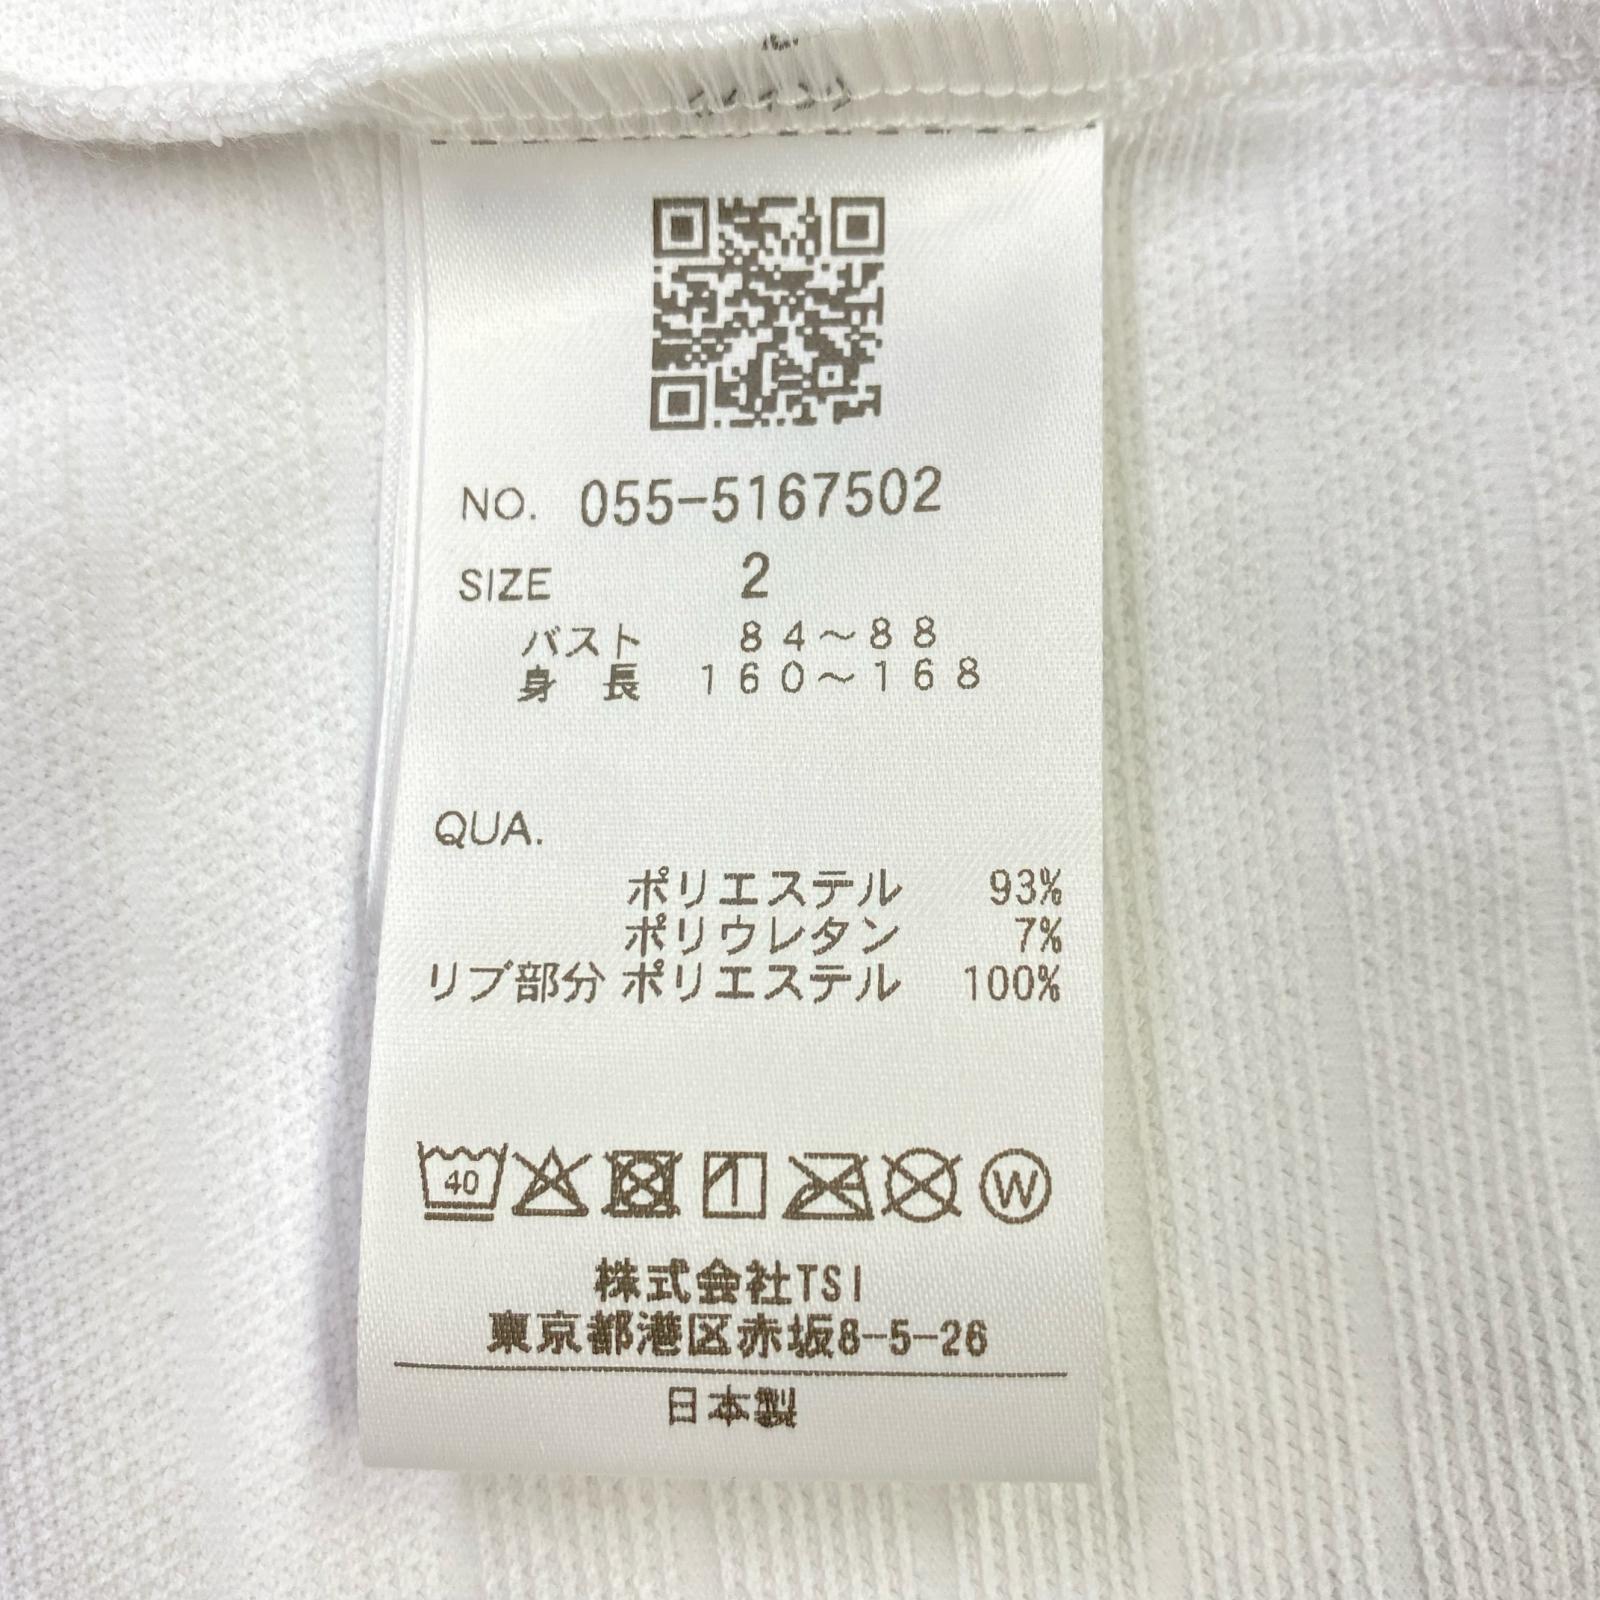 NO. 055-5167502
SIZE 2
バスト 84～88
身長 160～168
QUA.
ポリエステル 93%
ポリウレタン 7%
リブ部分 ポリエステル 100%
40 W
株式会社TSI
東京都港区赤坂8-5-26
日本製